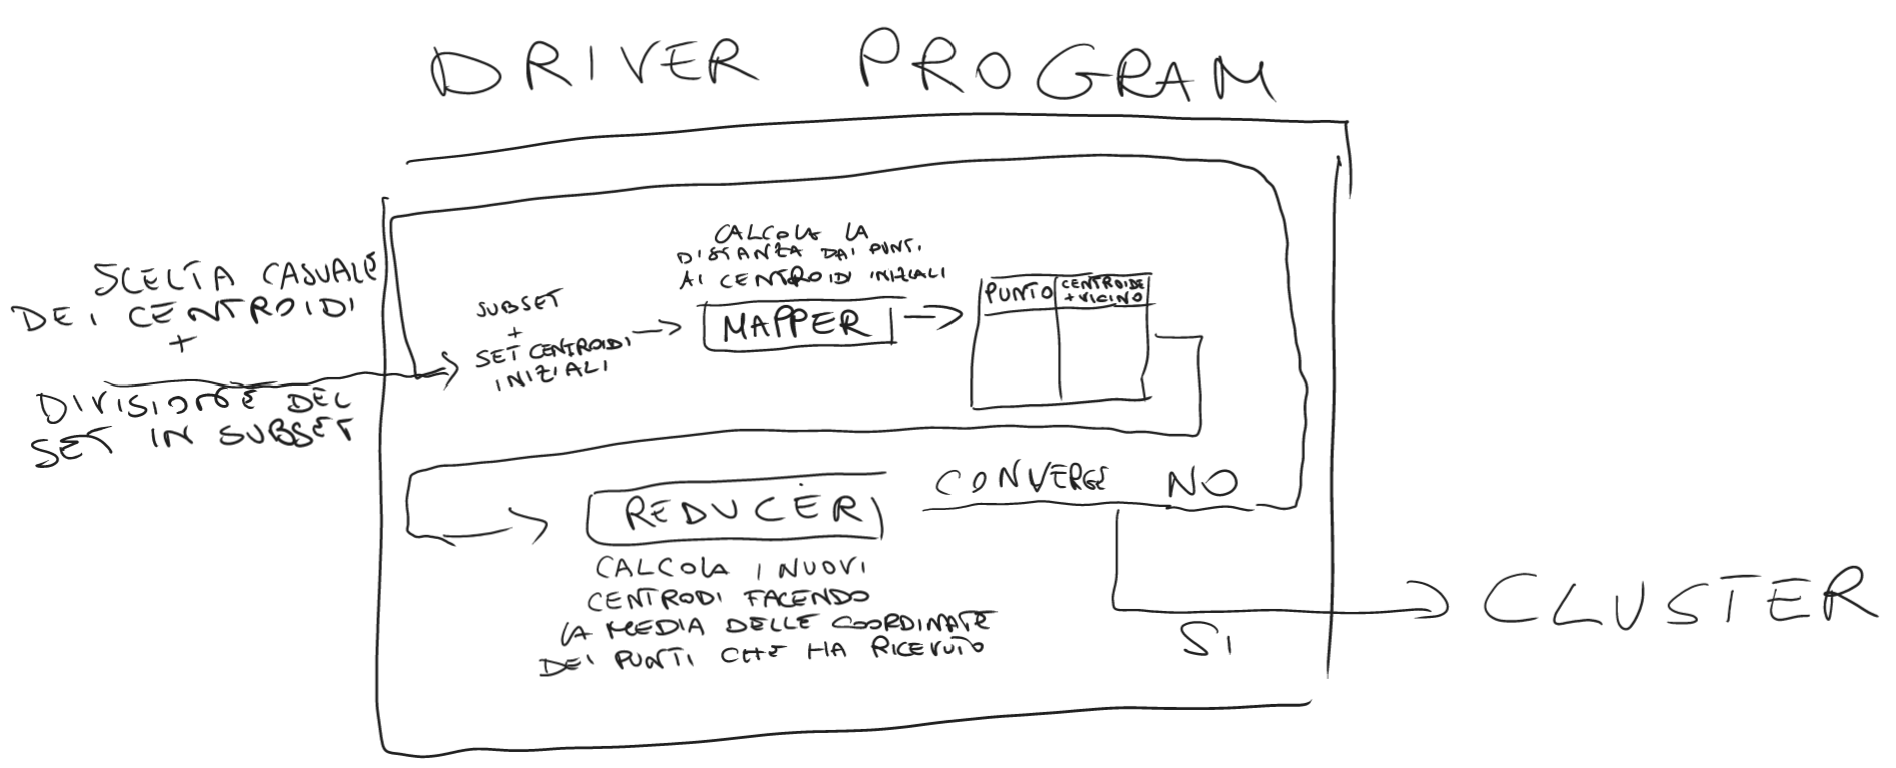 DRIVER PROGRAM
SCELTA CASUALE
DEI CENTROIDI
+
DIVISIONE DEL
SET IN SUBSET
SUBSET
+
SET CENTROIDI
INIZIALI
CALCOLA LA
DISTANZA DAI PUNTI
AI CENTROIDI INIZIALI
MAPPER
PUNTO
CENTROIDE
+ VICINO
REDUCER
CALCOLA I NUOVI
CENTRODI FACENDO
LA MEDIA DELLE COORDINATE
DEI PUNTI CHE HA RICEVUTO
CONVERGE NO
SI
CLUSTER